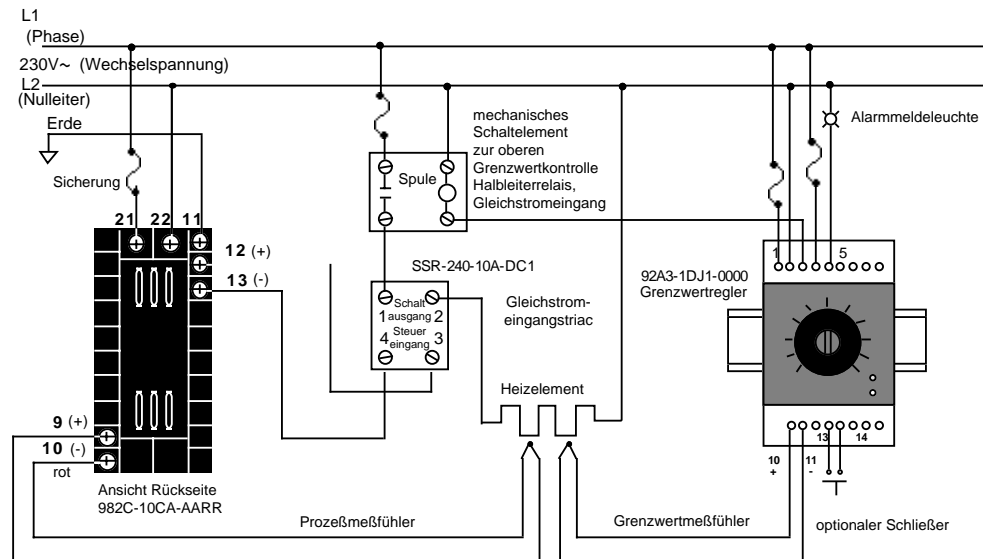 L1
(Phase)
230V~ (Wechselspannung)
L2
(Nulleiter)
Erde
Sicherung
21 22 11
12 (+)
13 (-)
9 (+)
10 (-)
rot
Ansicht Rückseite
982C-10CA-AARR
mechanisches
Schaltelement
zur oberen
Grenzwertkontrolle
Halbleiterrelais,
Gleichstromeingang
Spule
SSR-240-10A-DC1
Schalt
1 ausgang 2
4 Steuer 3
eingang
Gleichstrom-
eingangstriac
Heizelement
Prozeßmeßfühler
Grenzwertmeßfühler
Alarmmeldeleuchte
92A3-1DJ1-0000
Grenzwertregler
1 5
13 14
10 11
+ -
optionaler Schließer